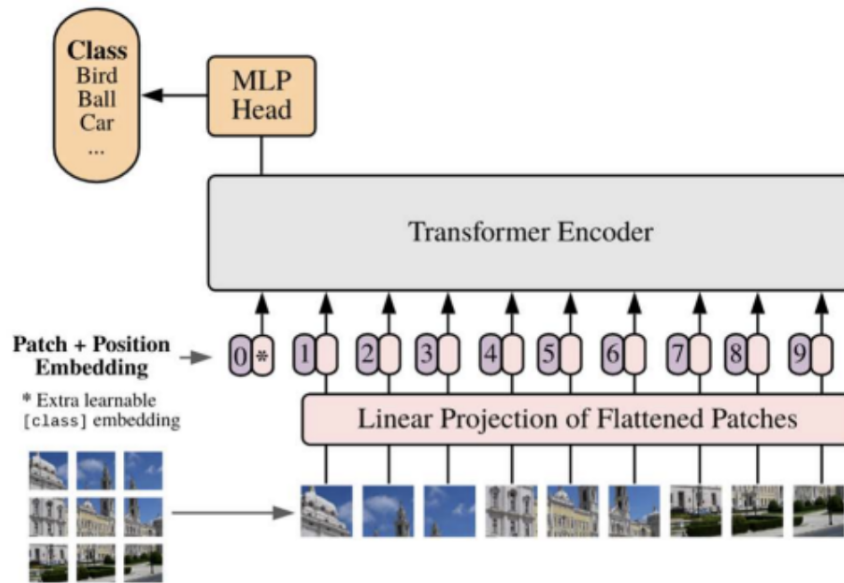 Class
Bird
Ball
Car
...
MLP
Head
Transformer Encoder
Patch + Position
Embedding
0 * 1 2 3 4 5 6 7 8 9
* Extra learnable
[class] embedding
Linear Projection of Flattened Patches